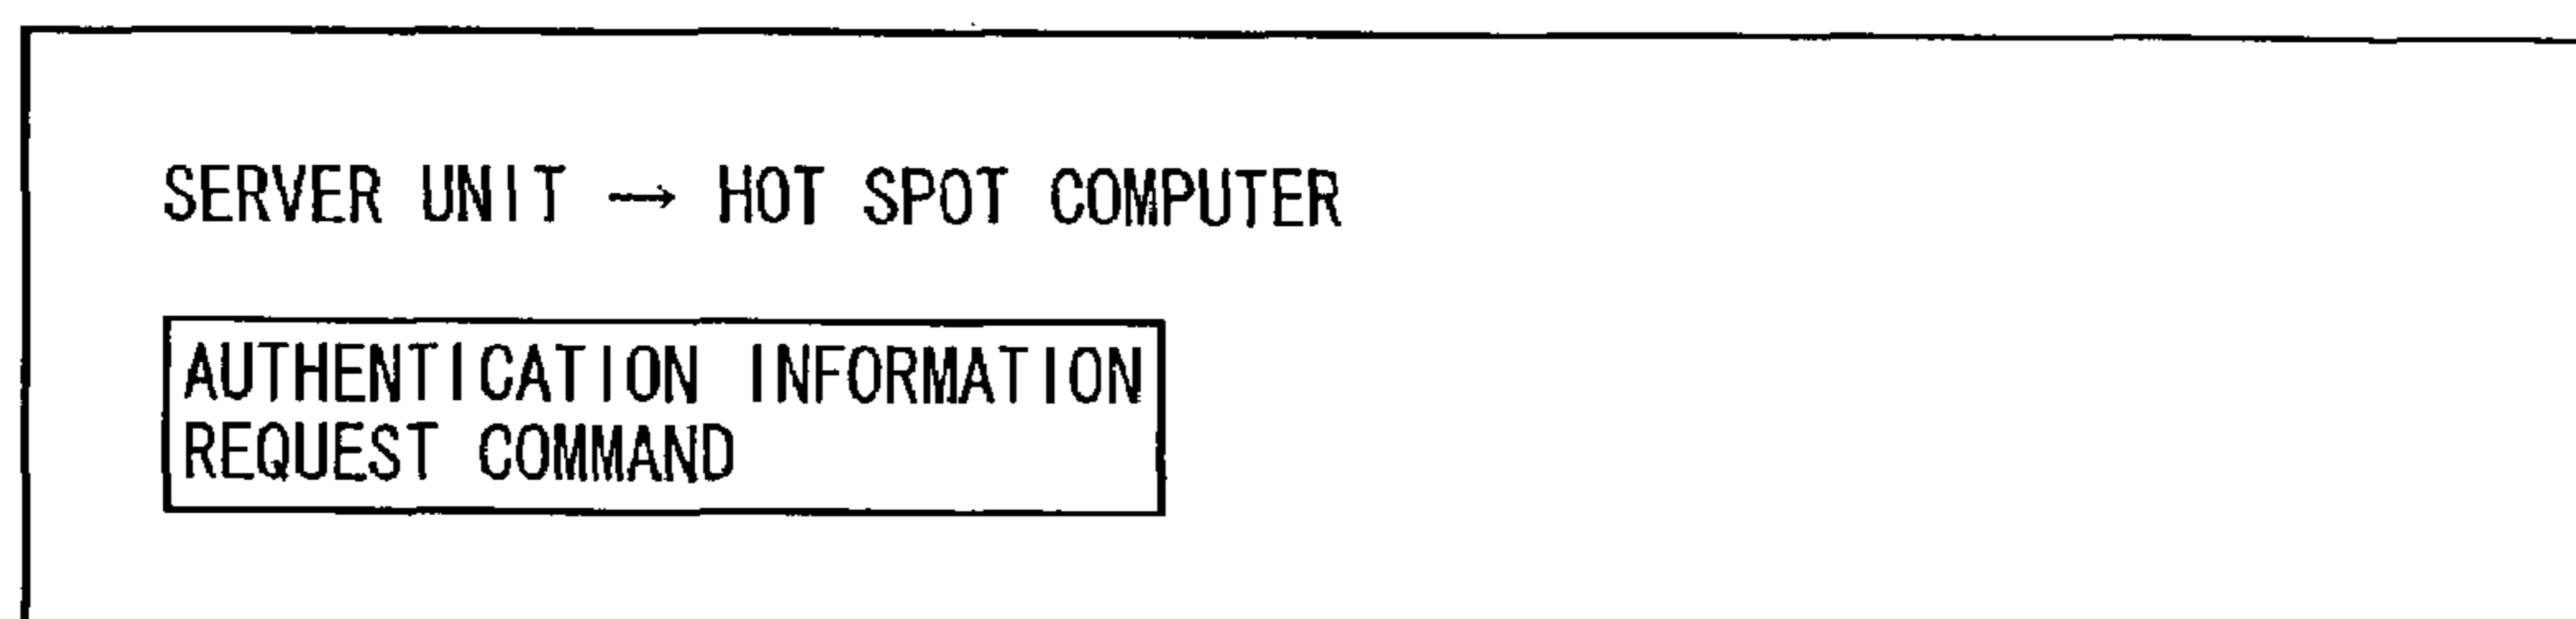 SERVER UNIT → HOT SPOT COMPUTER
AUTHENTICATION INFORMATION
REQUEST COMMAND